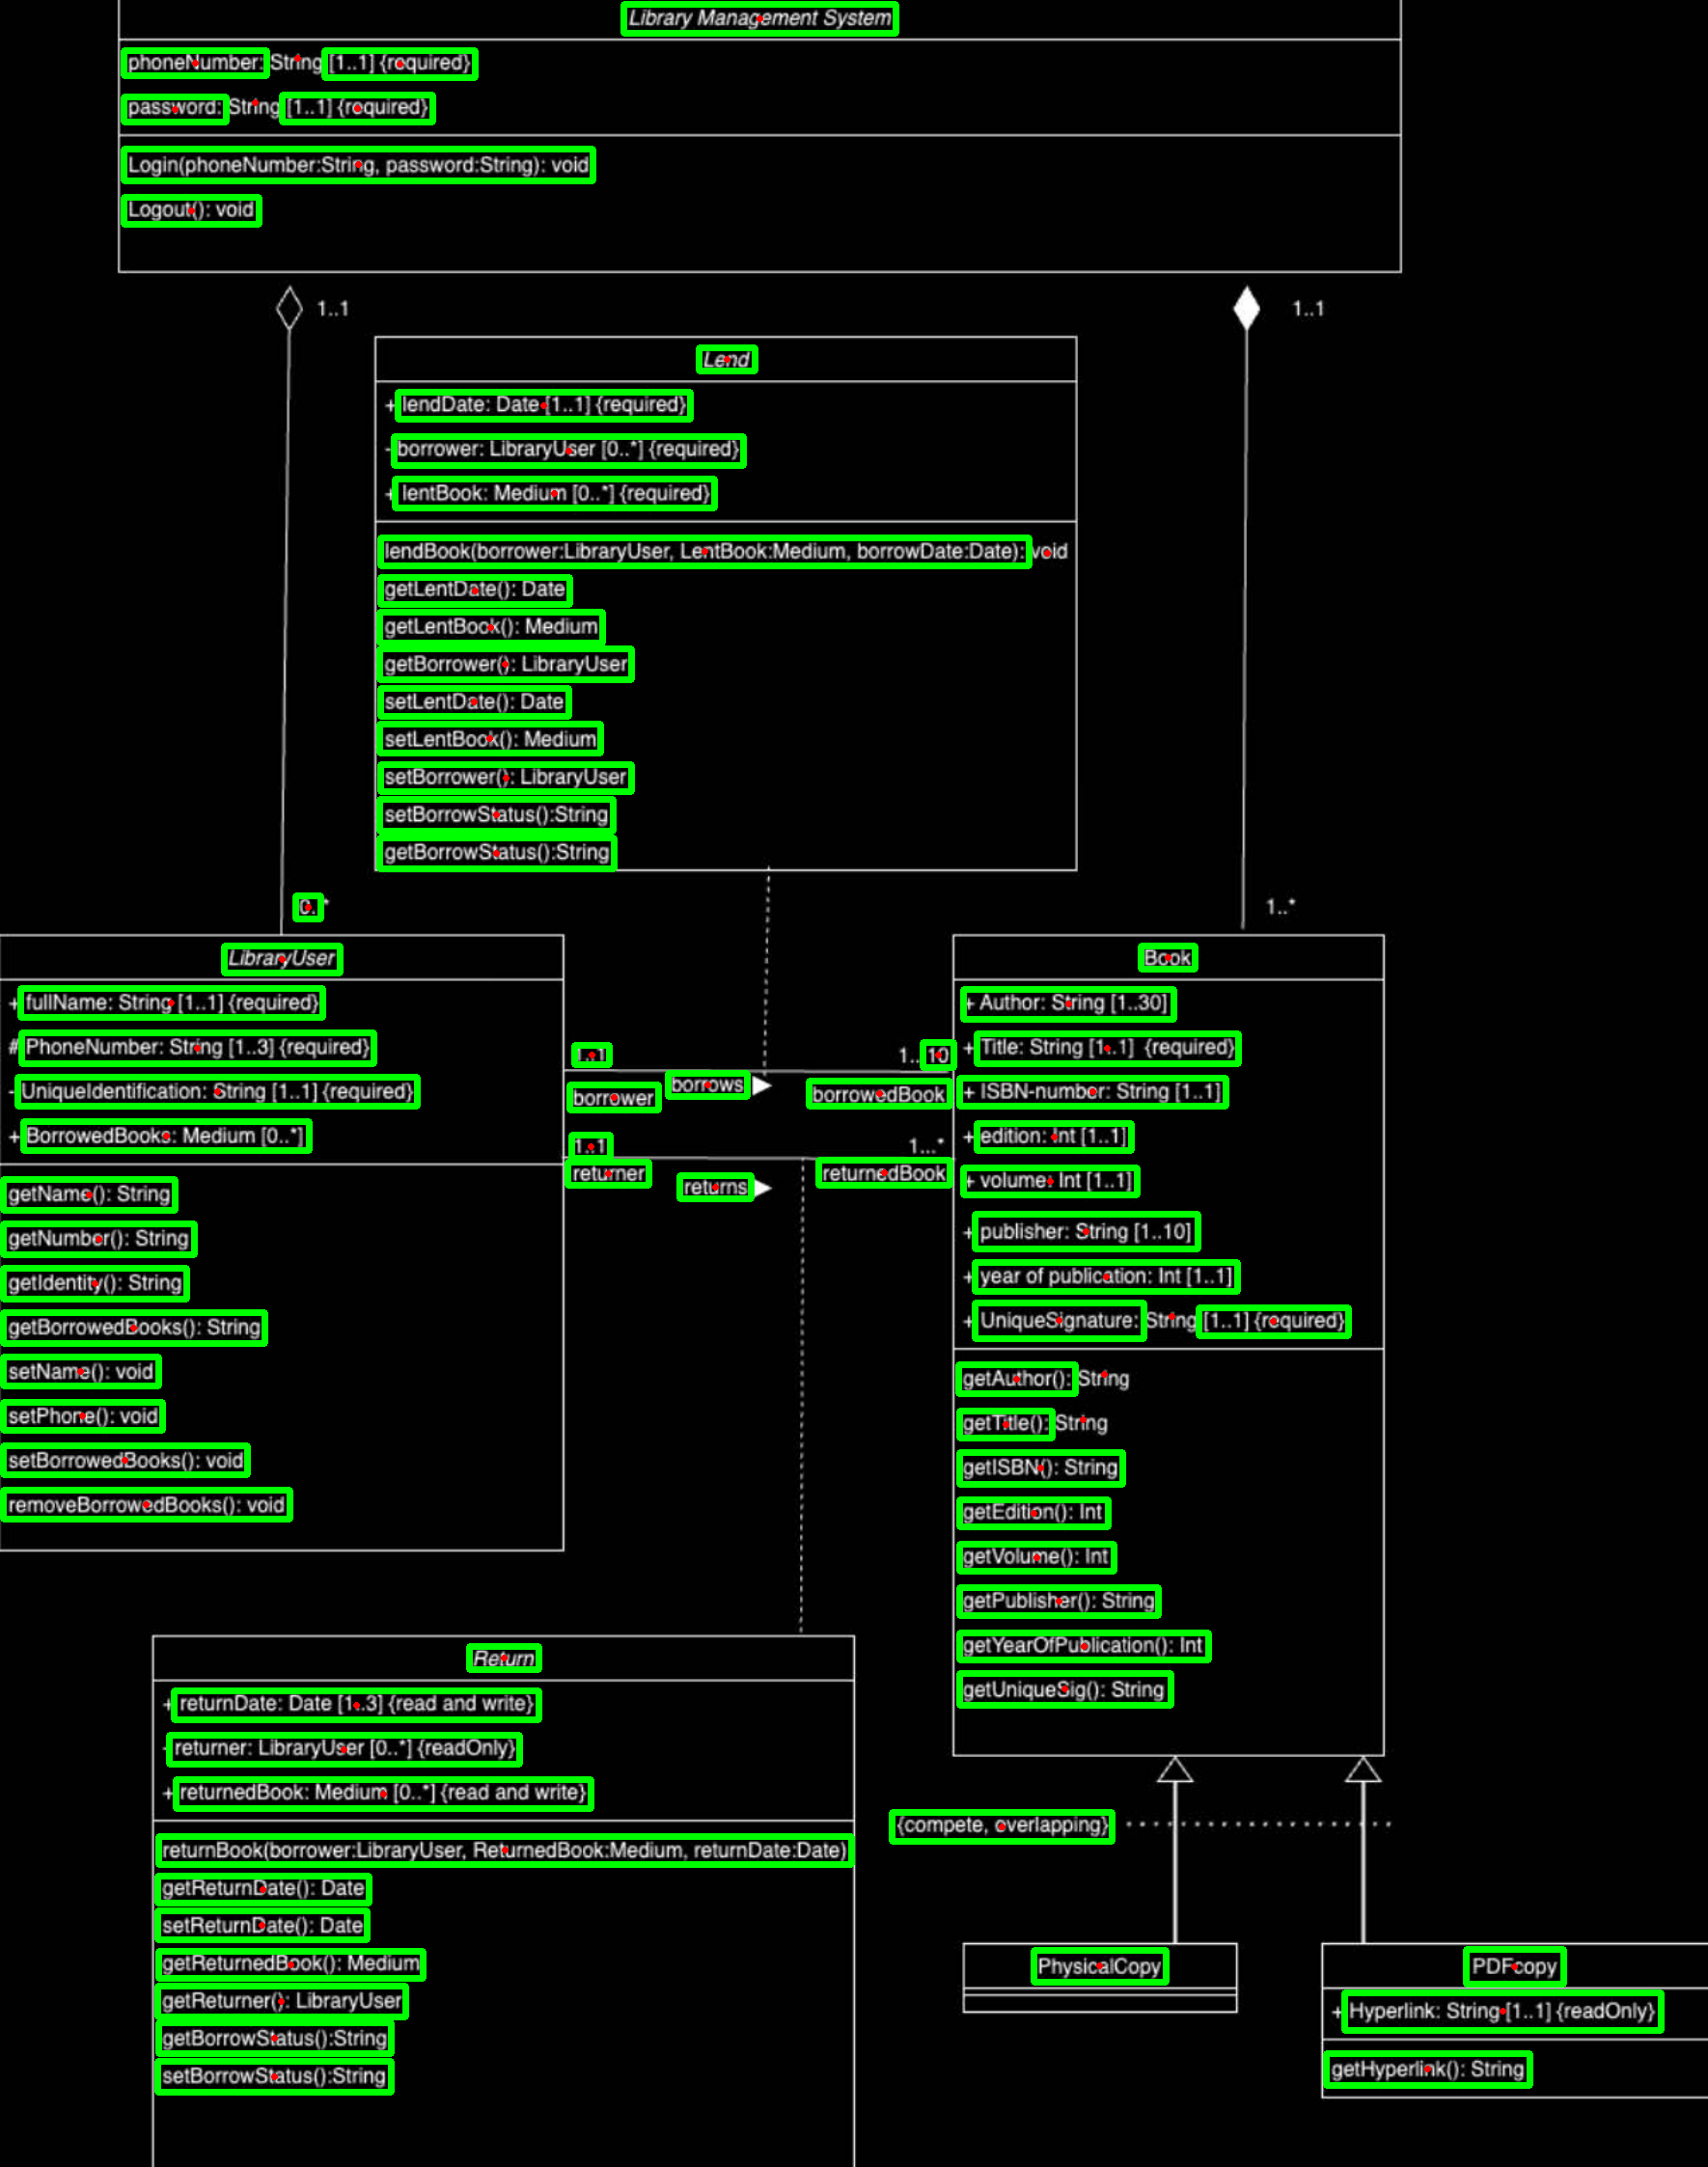 Library Management System
phoneNumber: String [1..1] {required}
password: String [1..1] {required}
Login(phoneNumber:String, password:String): void
Logout(): void
1..1
1..1
Lend
+ lendDate: Date [1..1] {required}
- borrower: LibraryUser [0..*] {required}
+ lentBook: Medium [0..*] {required}
lendBook(borrower:LibraryUser, LentBook:Medium, borrowDate:Date): void
getLentDate(): Date
getLentBook(): Medium
getBorrower(): LibraryUser
setLentDate(): Date
setLentBook(): Medium
setBorrower(): LibraryUser
setBorrowStatus():String
getBorrowStatus():String
0..*
1..*
LibraryUser
+ fullName: String [1..1] {required}
# PhoneNumber: String [1..3] {required}
- UniqueIdentification: String [1..1] {required}
+ BorrowedBooks: Medium [0..*]
getName(): String
getNumber(): String
getIdentity(): String
getBorrowedBooks(): String
setName(): void
setPhone(): void
setBorrowedBooks(): void
removeBorrowedBooks(): void
1..1
1..10
borrows
borrower
borrowedBook
1..1
1...*
returner
returns
returnedBook
Book
+ Author: String [1..30]
+ Title: String [1..1] {required}
+ ISBN-number: String [1..1]
+ edition: Int [1..1]
+ volume: Int [1..1]
+ publisher: String [1..10]
+ year of publication: Int [1..1]
+ UniqueSignature: String [1..1] {required}
getAuthor(): String
getTitle(): String
getISBN(): String
getEdition(): Int
getVolume(): Int
getPublisher(): String
getYearOfPublication(): Int
getUniqueSig(): String
Return
+ returnDate: Date [1..3] {read and write}
- returner: LibraryUser [0..*] {readOnly}
+ returnedBook: Medium [0..*] {read and write}
returnBook(borrower:LibraryUser, ReturnedBook:Medium, returnDate:Date)
getReturnDate(): Date
setReturnDate(): Date
getReturnedBook(): Medium
getReturner(): LibraryUser
getBorrowStatus():String
setBorrowStatus():String
{compete, overlapping}
PhysicalCopy
PDFcopy
+ Hyperlink: String [1..1] {readOnly}
getHyperlink(): String